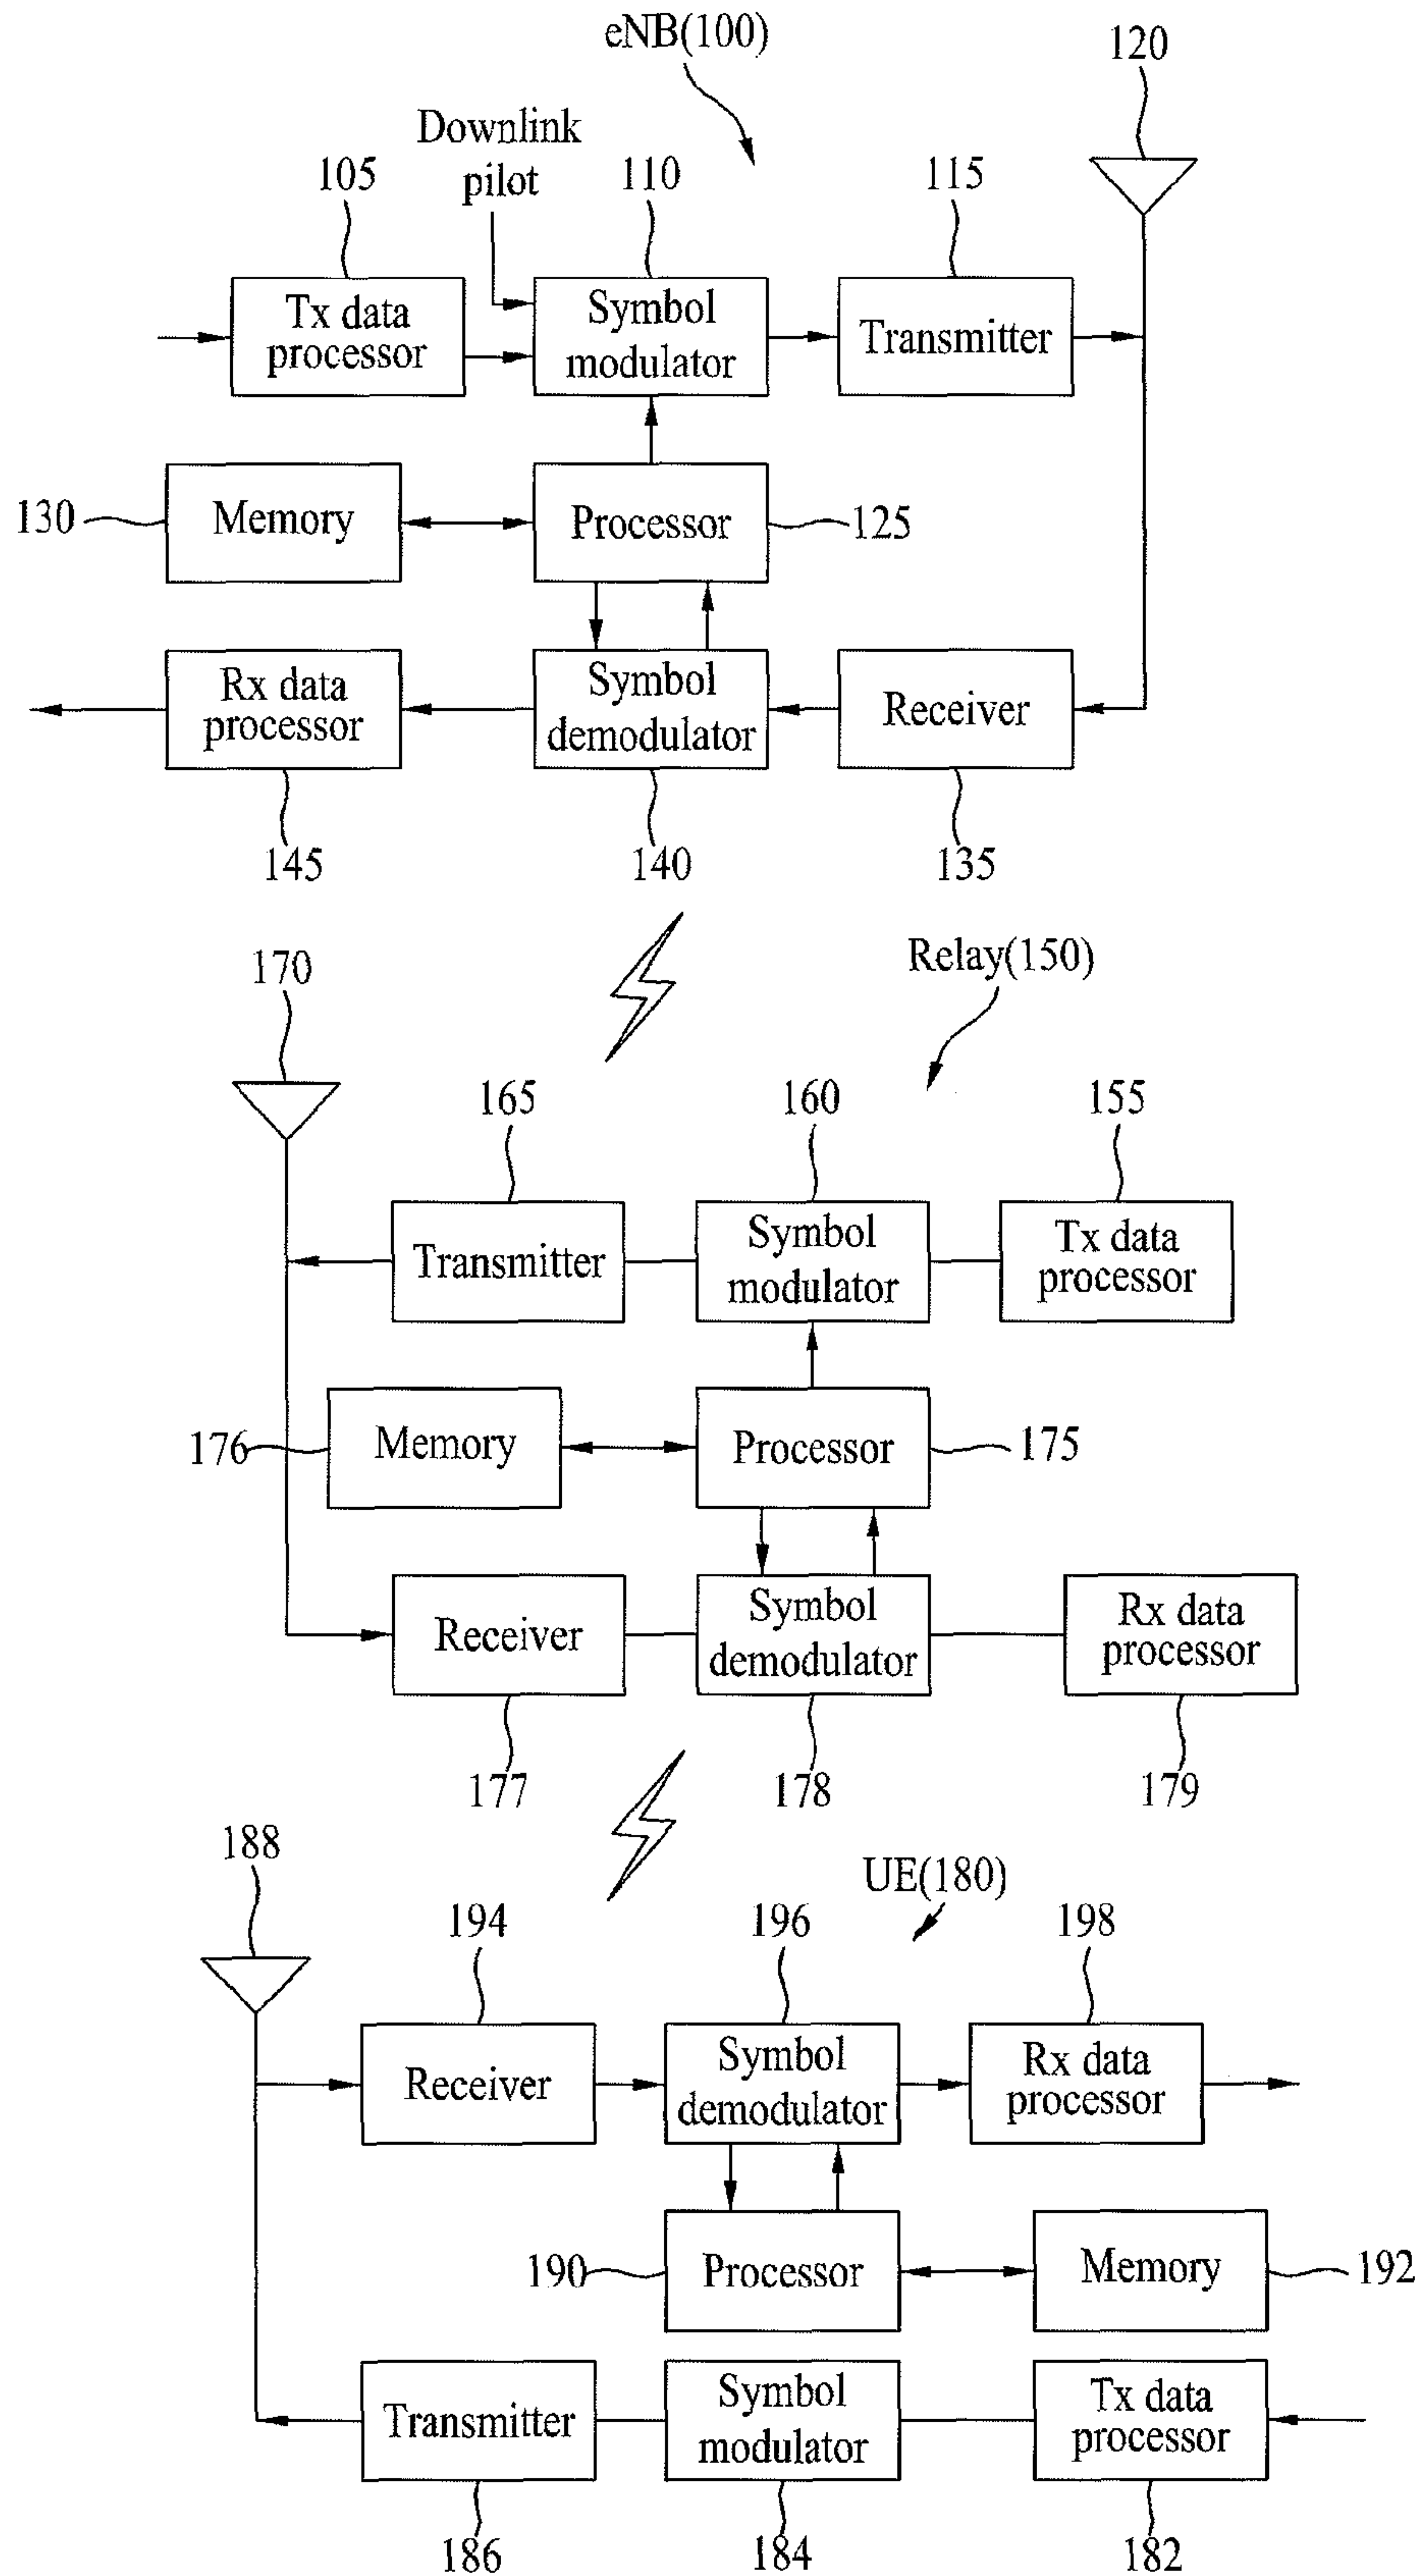 eNB(100)
120
Downlink
pilot
105
110
115
Tx data
processor
Symbol
modulator
Transmitter
130
Memory
Processor
125
Rx data
processor
Symbol
demodulator
Receiver
145
140
135
170
Relay(150)
165
160
155
Transmitter
Symbol
modulator
Tx data
processor
176
Memory
Processor
175
Receiver
Symbol
demodulator
Rx data
processor
177
178
179
188
UE(180)
194
196
198
Receiver
Symbol
demodulator
Rx data
processor
190
Processor
Memory
192
Transmitter
Symbol
modulator
Tx data
processor
186
184
182